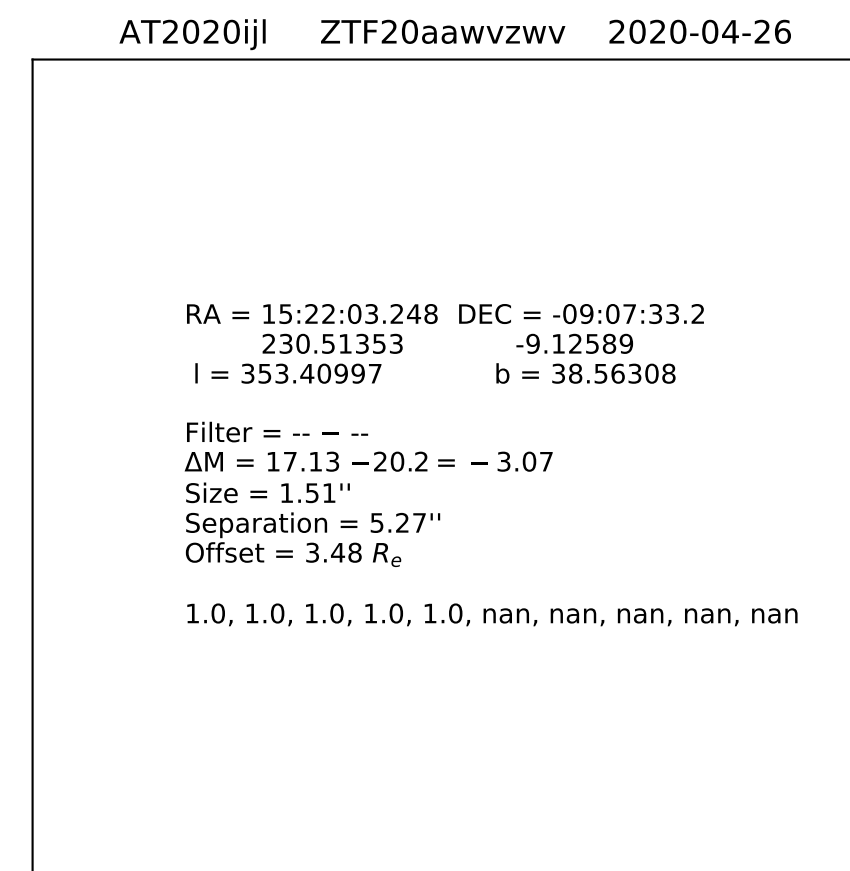 AT2020ijl ZTF20aawvzwv 2020-04-26
RA = 15:22:03.248 DEC = -09:07:33.2
230.51353 -9.12589
l = 353.40997 b = 38.56308
Filter = -- − --
ΔM = 17.13 −20.2 = − 3.07
Size = 1.51''
Separation = 5.27''
Offset = 3.48 Re
1.0, 1.0, 1.0, 1.0, 1.0, nan, nan, nan, nan, nan